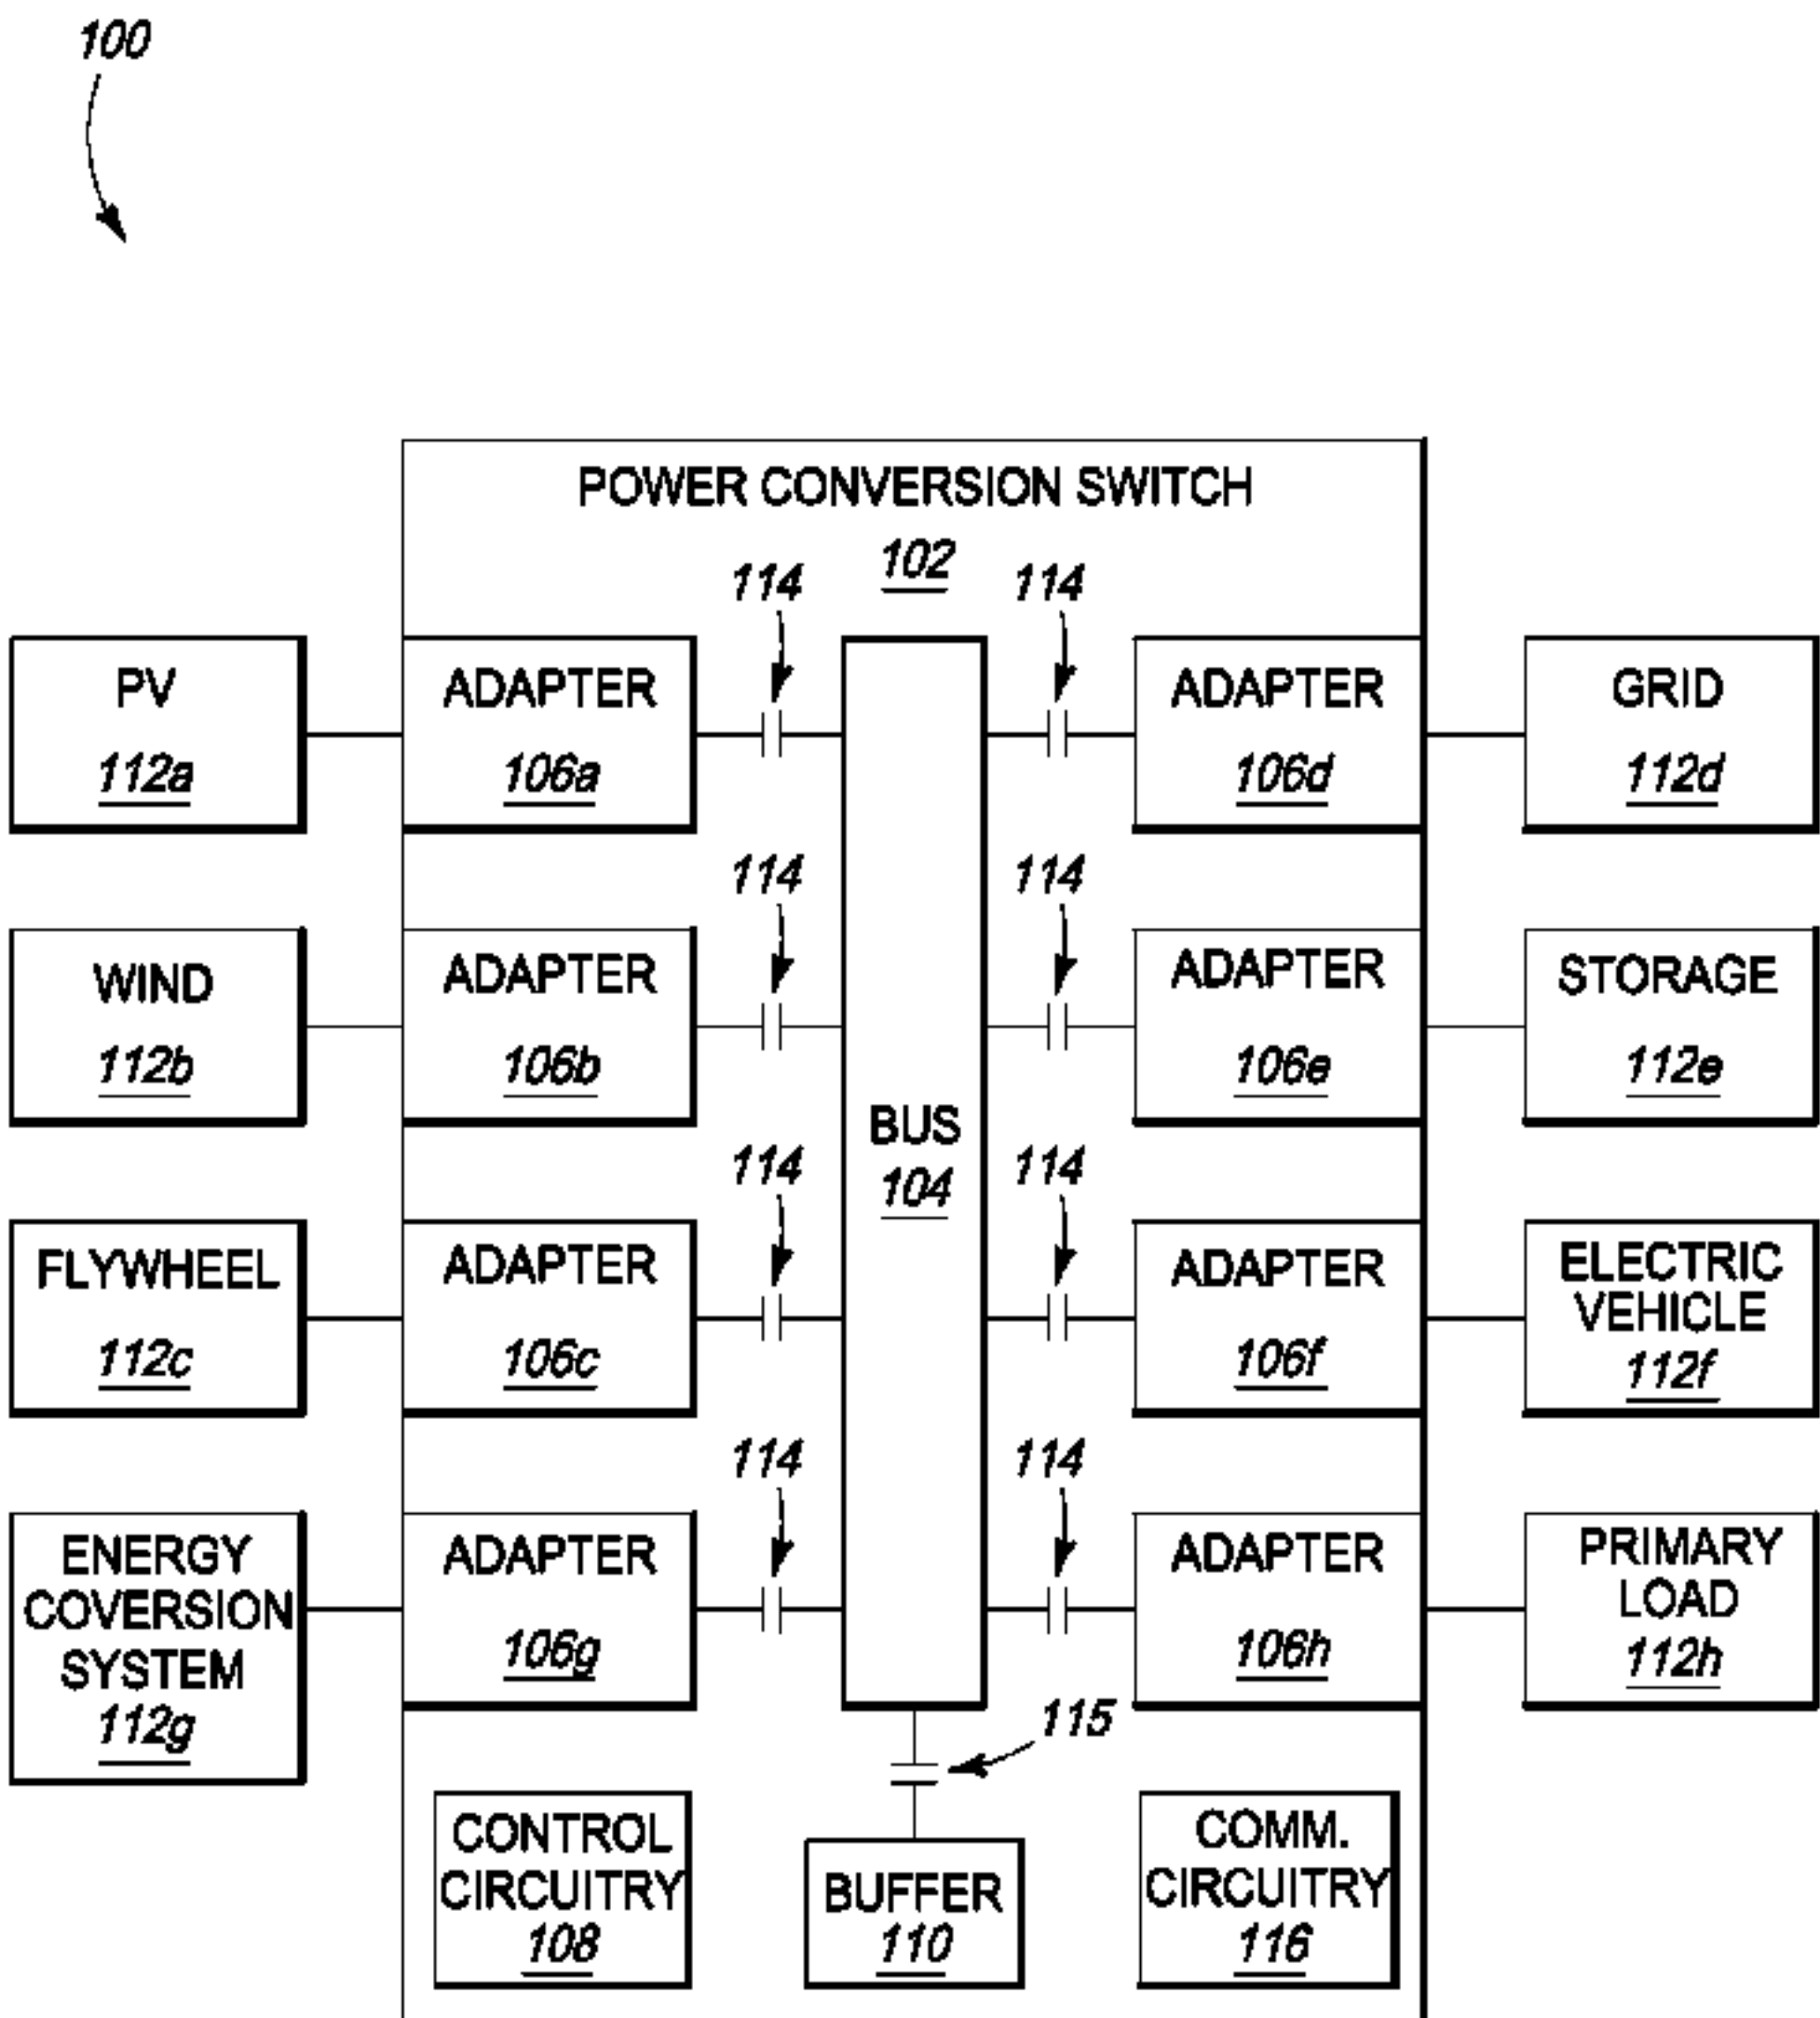 100
POWER CONVERSION SWITCH
102
114
114
PV
112a
ADAPTER
106a
ADAPTER
106d
GRID
112d
114
114
WIND
112b
ADAPTER
106b
ADAPTER
106e
STORAGE
112e
BUS
104
114
114
FLYWHEEL
112c
ADAPTER
106c
ADAPTER
106f
ELECTRIC
VEHICLE
112f
114
114
ENERGY
COVERSION
SYSTEM
112g
ADAPTER
106g
ADAPTER
106h
PRIMARY
LOAD
112h
115
CONTROL
CIRCUITRY
108
BUFFER
110
COMM.
CIRCUITRY
116